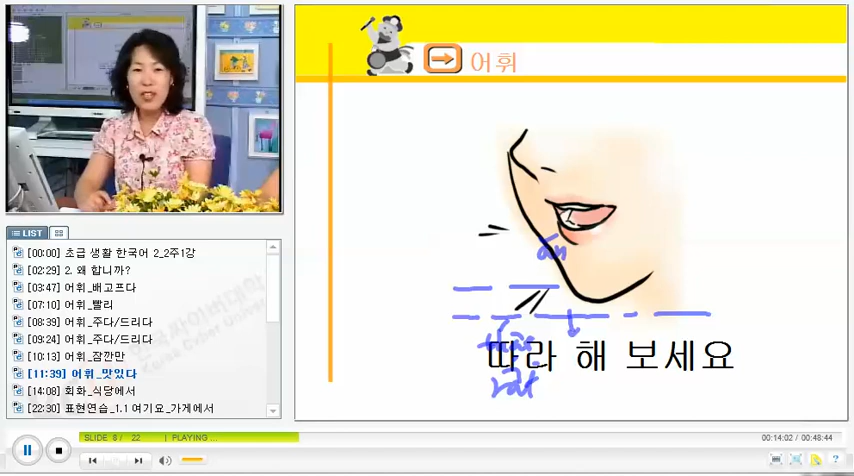 어휘
따라 해 보세요
LIST
[00:00] 초급 생활 한국어 2_2주1강
[02:29] 2. 왜 합니까?
[03:47] 어휘_배고프다
[07:10] 어휘_빨리
[08:39] 어휘_주다/드리다
[09:24] 어휘_주다/드리다
[10:13] 어휘_잠깐만
[11:39] 어휘_맛있다
[14:08] 회화_식당에서
[22:30] 표현연습_1.1 여기요_가게에서
SLIDE 8 / 22 PLAYING ...
00:14:02 / 00:48:44